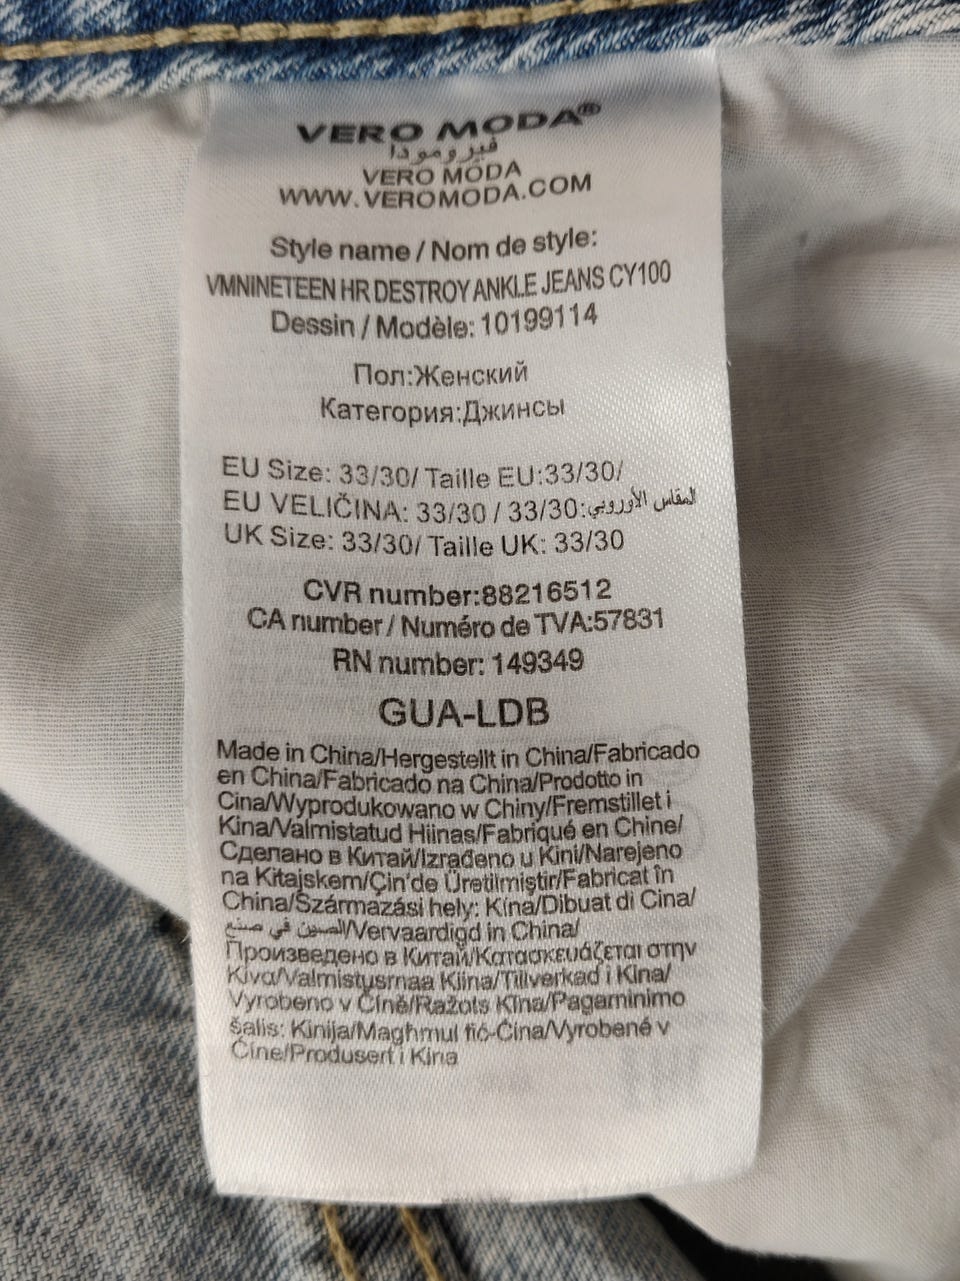 VERO MODA®
فيرومودا
VERO MODA
WWW.VEROMODA.COM
Style name / Nom de style:
VMNINETEEN HR DESTROY ANKLE JEANS CY100
Dessin / Modèle: 10199114
Пол:Женский
Категория:Джинсы
EU Size: 33/30/ Taille EU:33/30/
EU VELIČINA: 33/30 / 33/30:المقاس الأوروبي
UK Size: 33/30/ Taille UK: 33/30
CVR number:88216512
CA number / Numéro de TVA:57831
RN number: 149349
GUA-LDB
Made in China/Hergestellt in China/Fabricado
en China/Fabricado na China/Prodotto in
Cina/Wyprodukowano w Chiny/Fremstillet i
Kina/Valmistatud Hiinas/Fabriqué en Chine/
Сделано в Китай/Izrađeno u Kini/Narejeno
na Kitajskem/Çin'de Üretilmiştir/Fabricat în
China/Származási hely: Kína/Dibuat di Cina/
الصين في صنع/Vervaardigd in China/
Произведено в Китай/Κατασκευάζεται στην
Κίνα/Valmistusmaa Kiina/Tillverkad i Kina/
Vyrobeno v Číně/Ražots Ķīna/Pagaminimo
šalis: Kinija/Magħmul fiċ-Ċina/Vyrobené v
Číne/Produsert i Kina